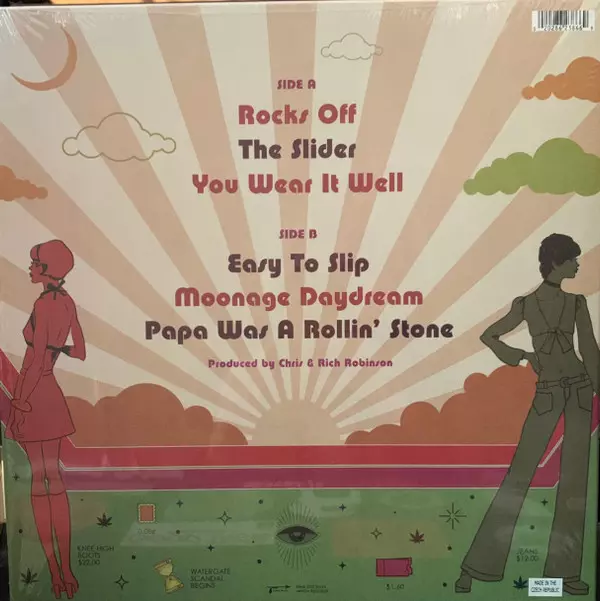 SIDE A
Rocks Off
The Slider
You Wear It Well
SIDE B
Easy To Slip
Moonage Daydream
Papa Was A Rollin' Stone
Produced by Chris & Rich Robinson
KNEE HIGH
BOOTS
$22.00
WATERGATE
SCANDAL
BEGINS
JEANS
$12.00
MADE IN THE
CZECH REPUBLIC